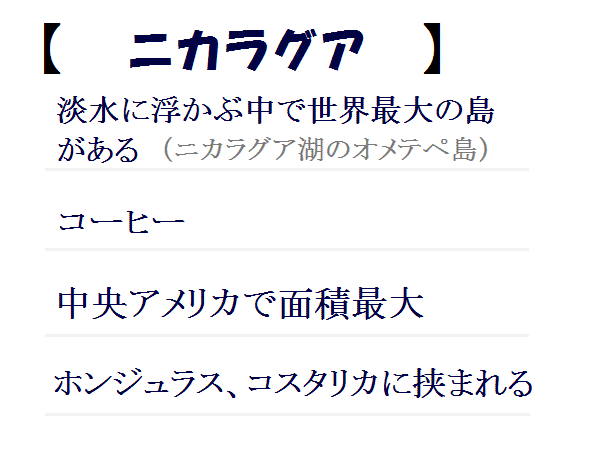 【 ニカラグア 】
淡水に浮かぶ中で世界最大の島
がある （ニカラグア湖のオメテペ島）
コーヒー
中央アメリカで面積最大
ホンジュラス、コスタリカに挟まれる